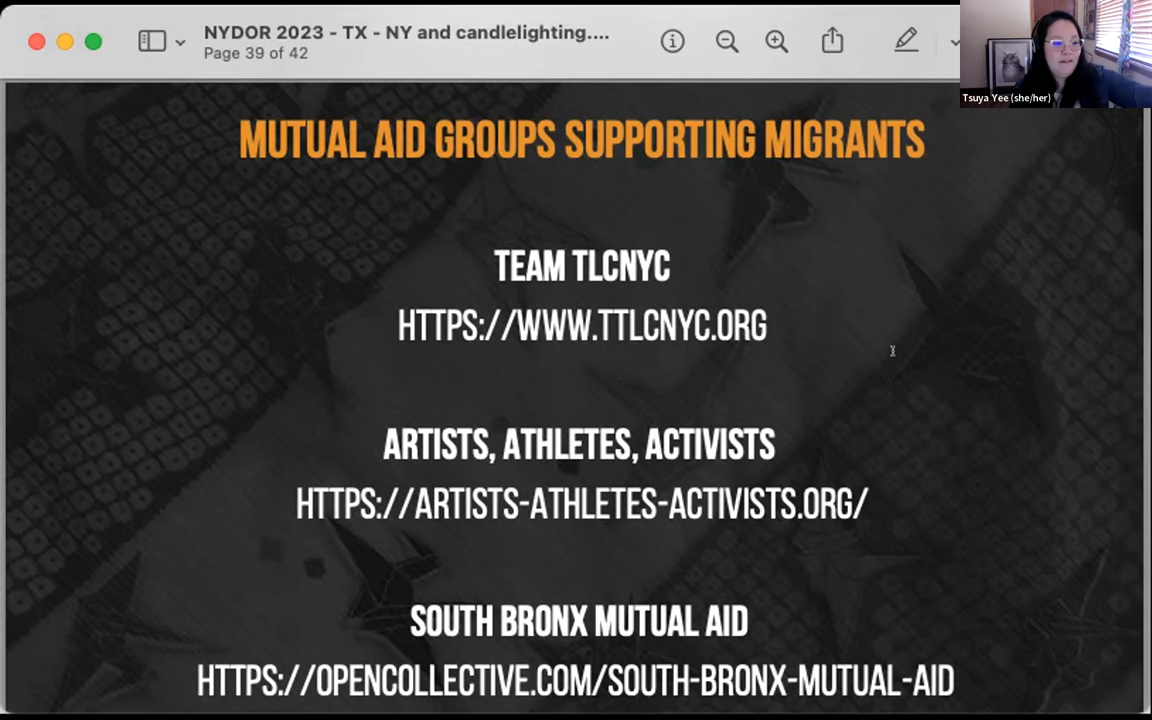 NYDOR 2023 - TX - NY and candlelighting....
Page 39 of 42
Tsuya Yee (she/her)
MUTUAL AID GROUPS SUPPORTING MIGRANTS
TEAM TLCNYC
HTTPS://WWW.TTLCNYC.ORG
ARTISTS, ATHLETES, ACTIVISTS
HTTPS://ARTISTS-ATHLETES-ACTIVISTS.ORG/
SOUTH BRONX MUTUAL AID
HTTPS://OPENCOLLECTIVE.COM/SOUTH-BRONX-MUTUAL-AID